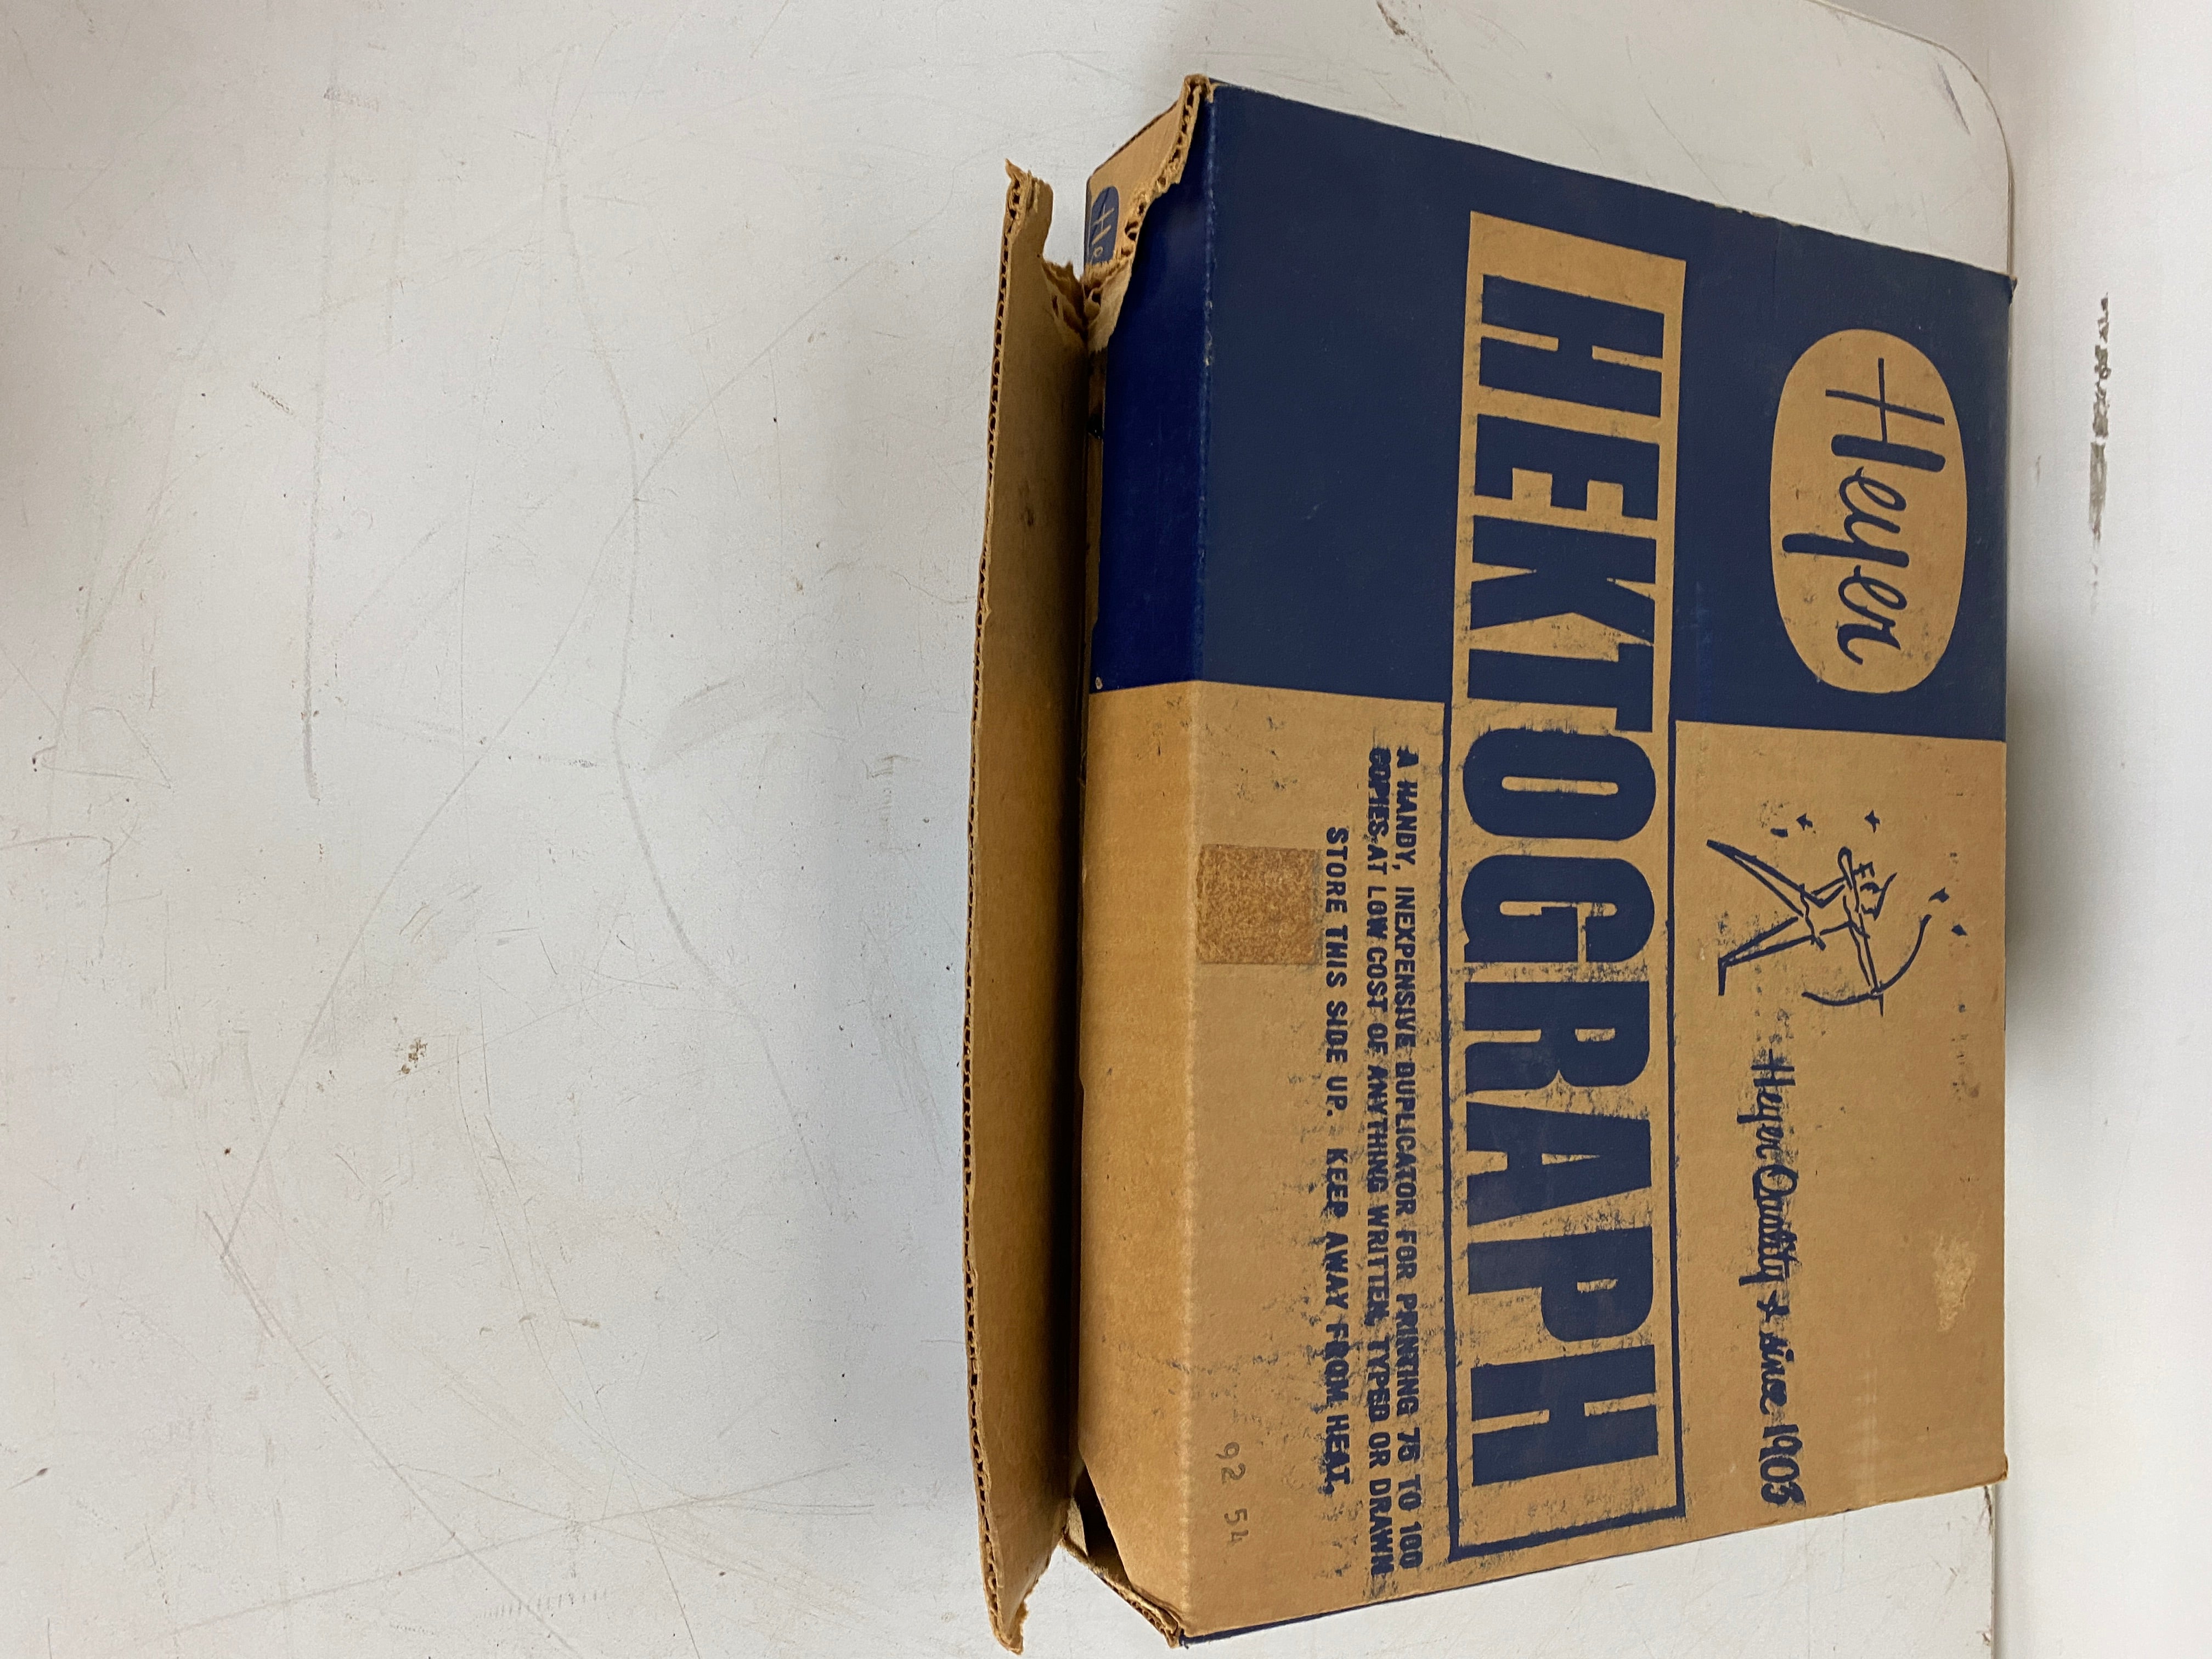 Heyer
Heyer Quality ★ since 1903
HEKTOGRAPH
A HANDY, INEXPENSIVE DUPLICATOR FOR PRINTING 75 TO 100
COPIES AT LOW COST OF ANYTHING WRITTEN, TYPED OR DRAWN
STORE THIS SIDE UP. KEEP AWAY FROM HEAT.
92 54